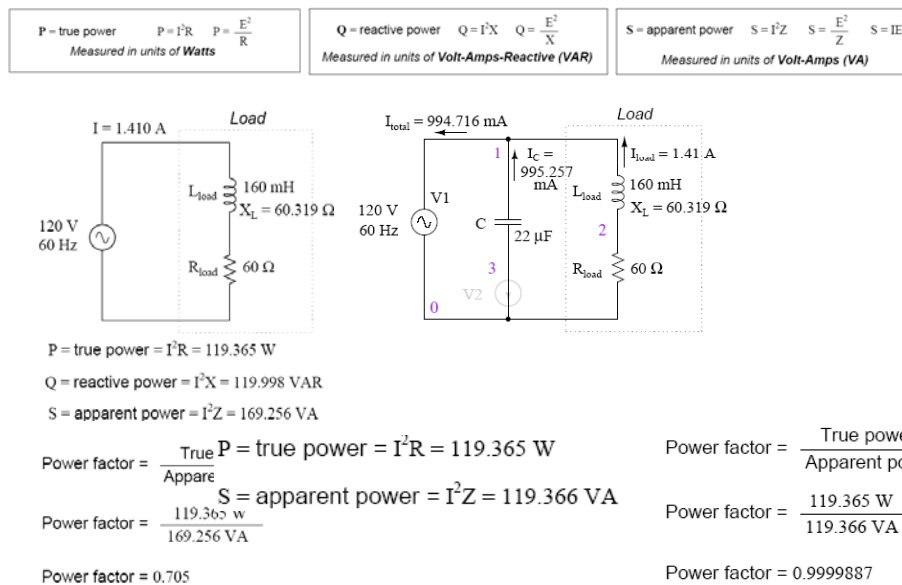 P = true power P = I²R P = E²/R
Measured in units of Watts
Q = reactive power Q = I²X Q = E²/X
Measured in units of Volt-Amps-Reactive (VAR)
S = apparent power S = I²Z S = E²/Z S = IE
Measured in units of Volt-Amps (VA)
I = 1.410 A
Load
120 V
60 Hz
Lload
160 mH
XL = 60.319 Ω
Rload
60 Ω
Itotal = 994.716 mA
Load
1
IC =
995.257
mA
Iload = 1.41 A
V1
120 V
60 Hz
C
22 µF
Lload
160 mH
XL = 60.319 Ω
2
3
V2
Rload
60 Ω
0
P = true power = I²R = 119.365 W
Q = reactive power = I²X = 119.998 VAR
S = apparent power = I²Z = 169.256 VA
Power factor =
True
Appare
P = true power = I²R = 119.365 W
S = apparent power = I²Z = 119.366 VA
Power factor =
119.365 W
169.256 VA
Power factor = 0.705
Power factor =
True powe
Apparent po
Power factor =
119.365 W
119.366 VA
Power factor = 0.9999887